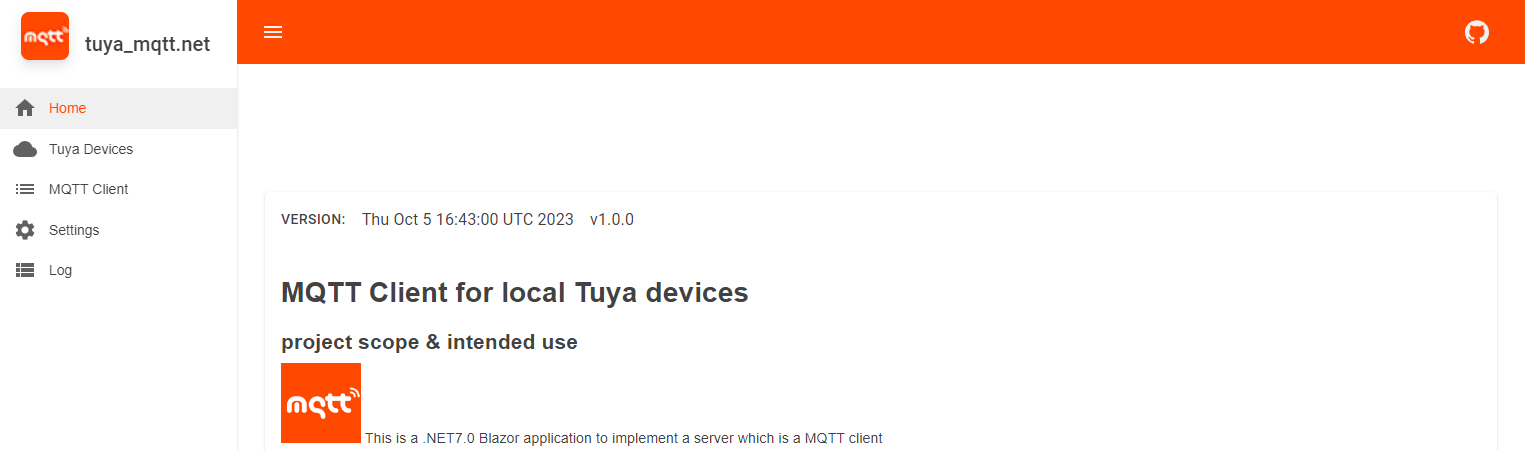 mqtt
tuya_mqtt.net
Home
Tuya Devices
MQTT Client
Settings
Log
VERSION: Thu Oct 5 16:43:00 UTC 2023 v1.0.0
MQTT Client for local Tuya devices
project scope & intended use
mqtt
This is a .NET7.0 Blazor application to implement a server which is a MQTT client